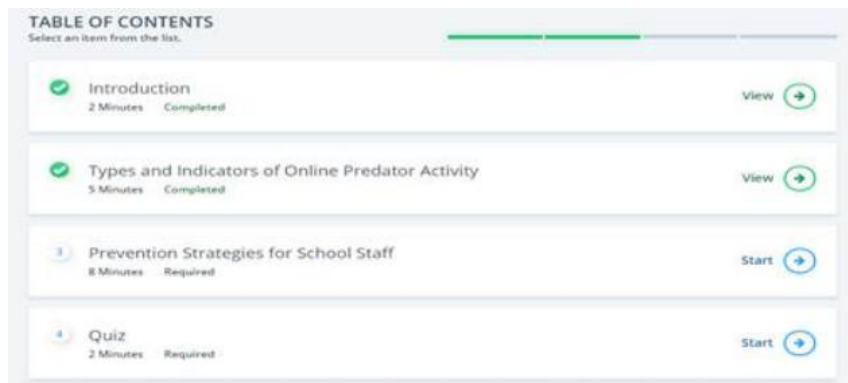 TABLE OF CONTENTS
Select an item from the list.
Introduction
View
2 Minutes Completed
Types and Indicators of Online Predator Activity
View
5 Minutes Completed
3
Prevention Strategies for School Staff
Start
8 Minutes Required
4
Quiz
Start
2 Minutes Required